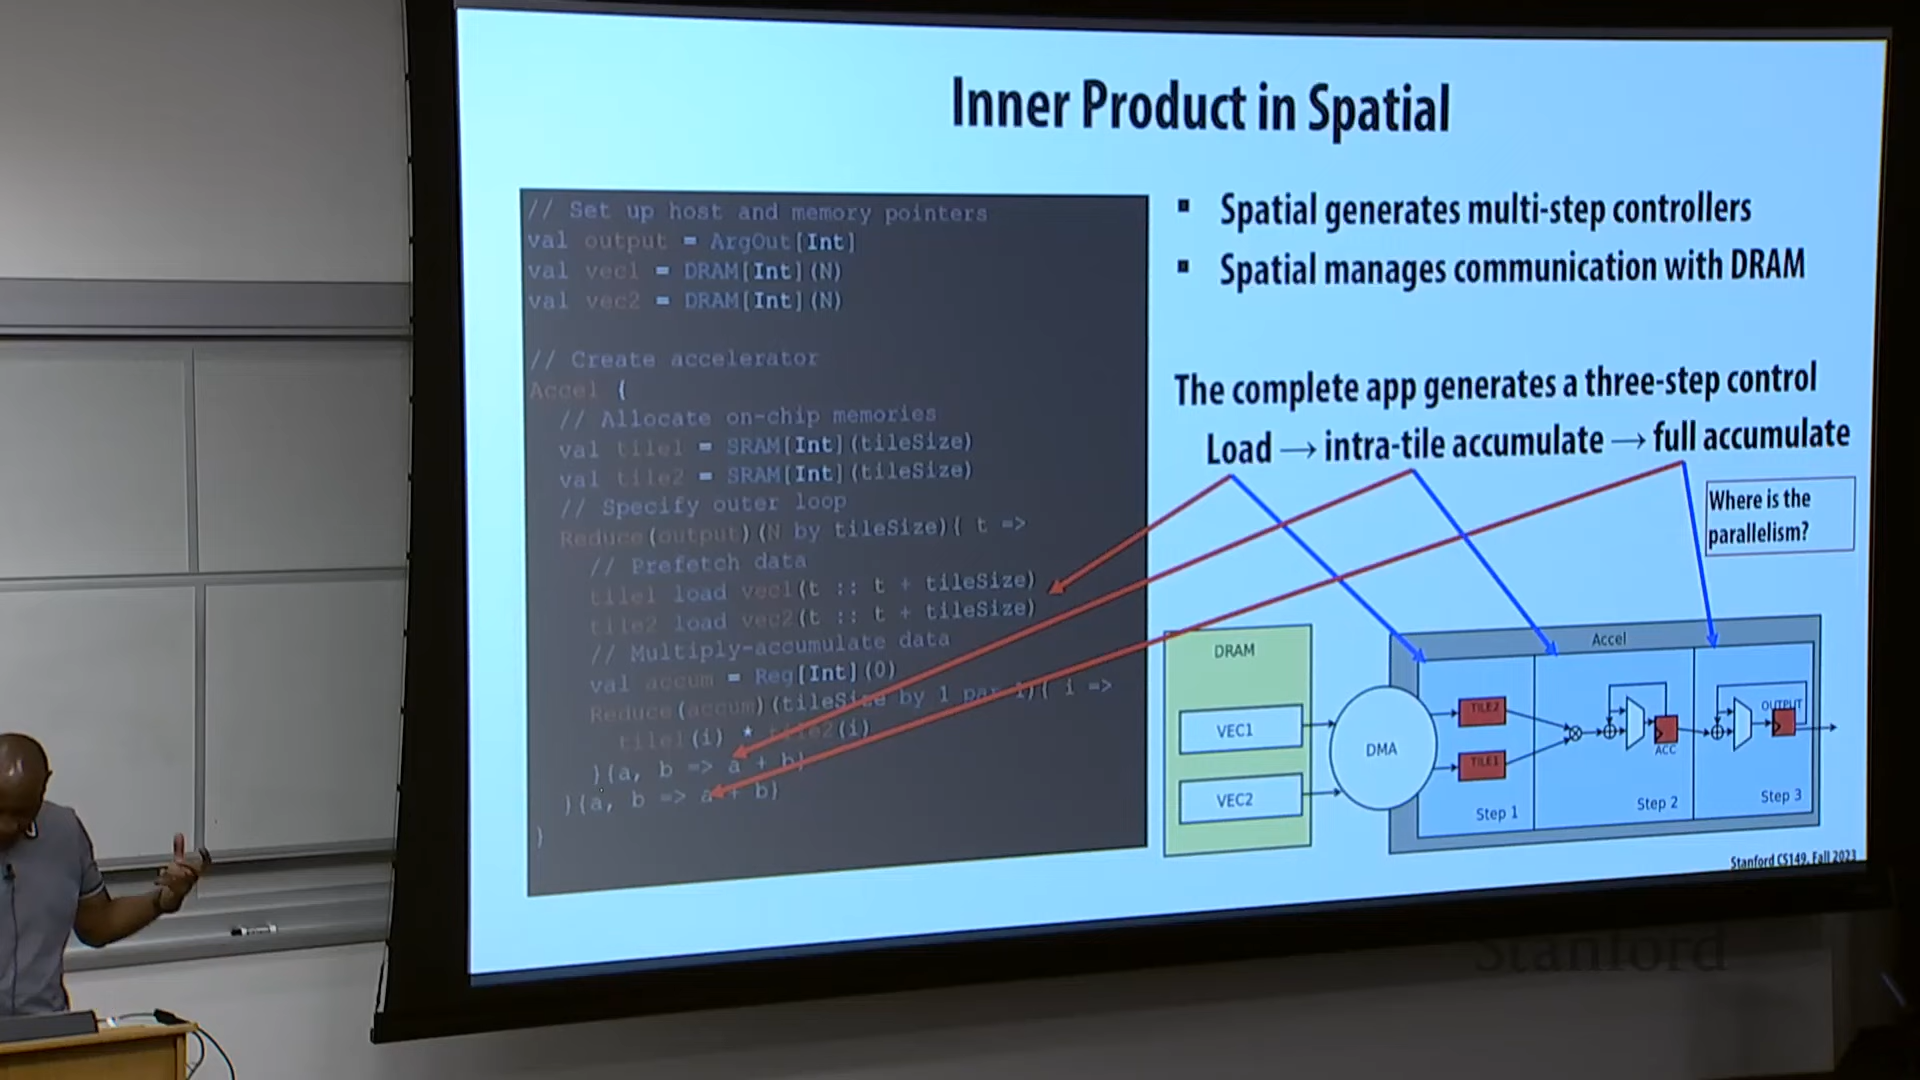 Inner Product in Spatial
// Set up host and memory pointers
val output = ArgOut[Int]
val vec1 = DRAM[Int](N)
val vec2 = DRAM[Int](N)
// Create accelerator
Accel {
// Allocate on-chip memories
val tile1 = SRAM[Int](tileSize)
val tile2 = SRAM[Int](tileSize)
// Specify outer loop
Reduce(output)(N by tileSize){ t =>
// Prefetch data
tile1 load vec1(t :: t + tileSize)
tile2 load vec2(t :: t + tileSize)
// Multiply-accumulate data
val accum = Reg[Int](0)
Reduce(accum)(tileSize by 1 par 1){ i =>
tile1(i) * tile2(i)
}{a, b => a + b}
}{a, b => a + b}
}
▪ Spatial generates multi-step controllers
▪ Spatial manages communication with DRAM
The complete app generates a three-step control
Load → intra-tile accumulate → full accumulate
Where is the
parallelism?
DRAM
VEC1
VEC2
DMA
Accel
TILE2
TILE1
Step 1
ACC
Step 2
OUTPUT
Step 3
Stanford CS149, Fall 2023
Stanford